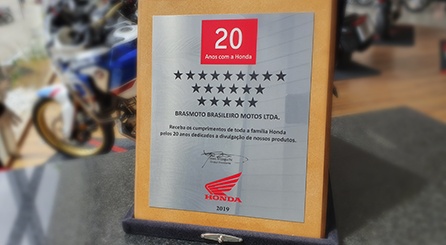 20
Anos com a Honda
BRASMOTO BRASILEIRO MOTOS LTDA.
Receba os cumprimentos de toda a família Honda
pelos 20 anos dedicados a divulgação de nossos produtos.
HONDA
2019